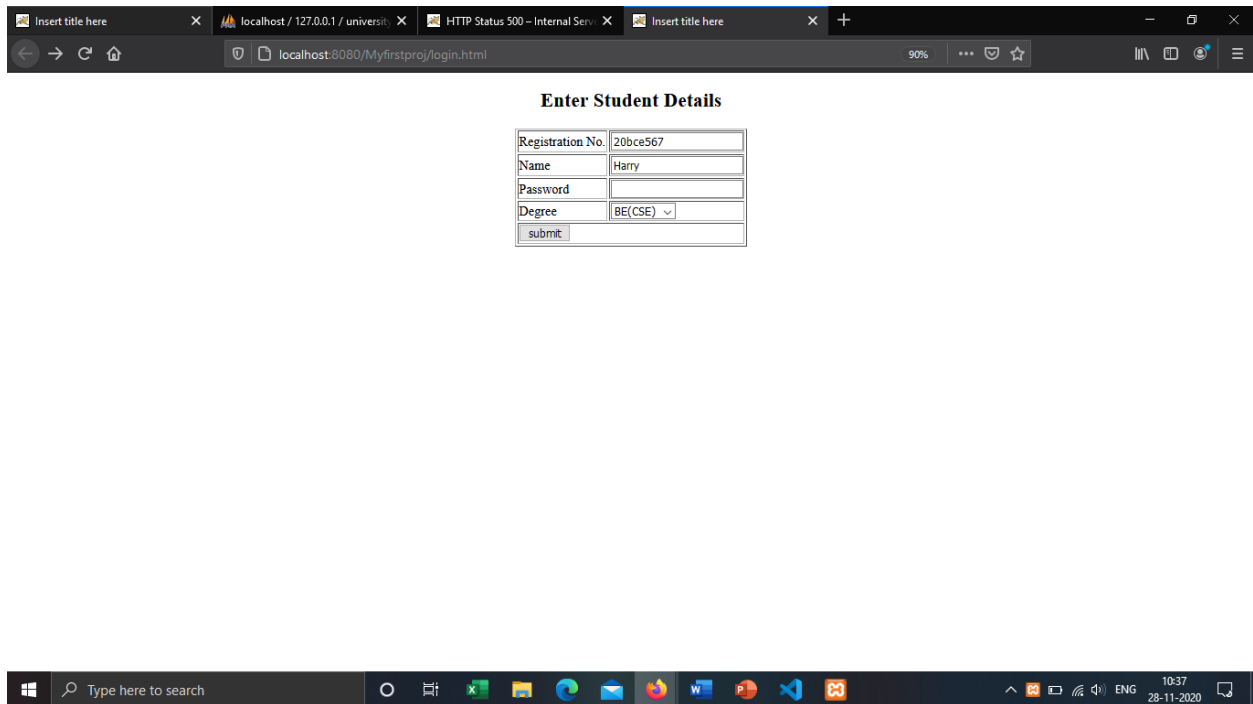 Insert title here
localhost / 127.0.0.1 / university
HTTP Status 500 – Internal Serve
Insert title here
localhost:8080/Myfirstproj/login.html
90%
Enter Student Details
Registration No. 20bce567
Name Harry
Password
Degree BE(CSE)
submit
Type here to search
ENG
10:37
28-11-2020